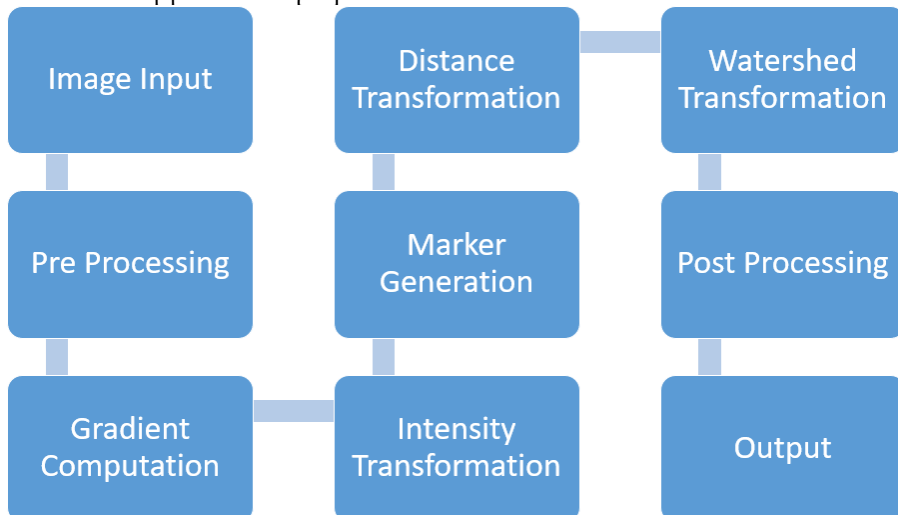 Image Input
Pre Processing
Gradient
Computation
Intensity
Transformation
Marker
Generation
Distance
Transformation
Watershed
Transformation
Post Processing
Output